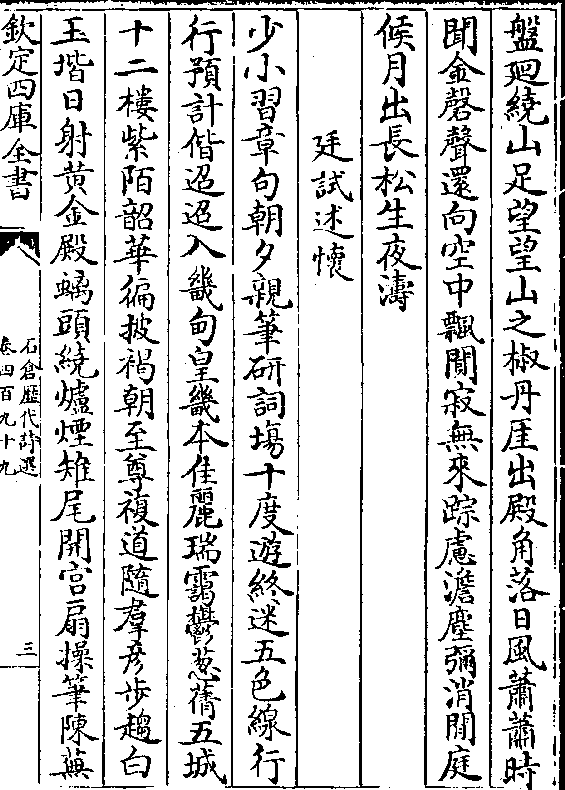 盤廻繞山足望望山之椒丹厓出殿角落日風蕭蕭時
聞金磬聲還向空中飄閴寂無來踪慮澹塵彌消閒庭
候月出長松生夜濤
廷試述懷
少小習章句朝夕親筆硏詞塲十度遊終迷五色線行
行預計偕迢迢入畿甸皇畿本佳麗瑞靄鬱葱蒨五城
十二樓紫陌韶華徧披褐朝至尊複道隨羣彦步趨白
玉堦日射黄金殿螭頭繞爐煙雉尾開宫扇操筆陳蕪
欽定四庫全書
石倉歷代詩選
卷四百九十九
三